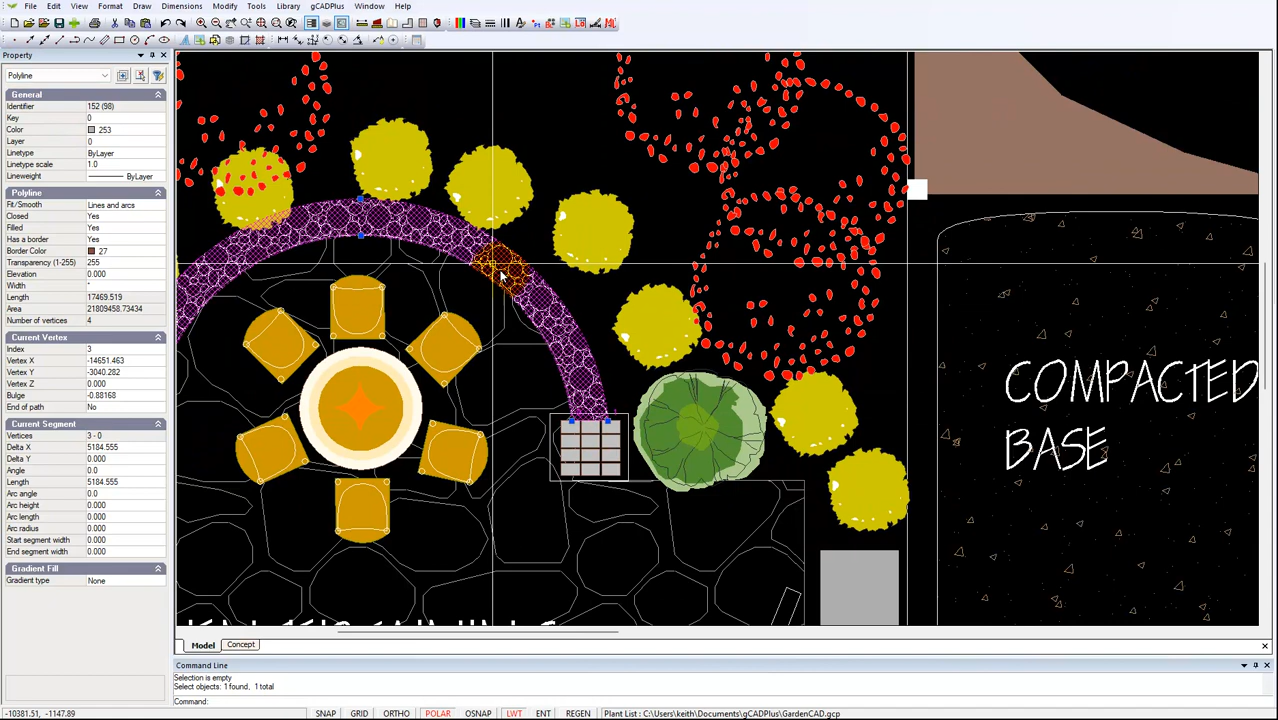 File Edit View Insert Format Draw Dimensions Modify Tools Library gCADPlus Window Help
Property
Polyline
General
Identifier 152 (98)
Key 0
Color 253
Layer 0
Linetype ByLayer
Linetype scale 1.0
Lineweight ByLayer
Polyline
Fit/Smooth Lines and arcs
Closed Yes
Filled Yes
Has a border Yes
Border Color 27
Transparency (1-255) 255
Elevation 0.000
Width *
Length 17469.519
Area 21809458.73434
Number of vertices 4
Current Vertex
Index 3
Vertex X -14651.463
Vertex Y -3040.282
Vertex Z 0.000
Bulge -0.88168
End of path No
Current Segment
Vertices 3 - 0
Delta X 5184.555
Delta Y 0.000
Angle 0.0
Length 5184.555
Arc angle 0.0
Arc height 0.000
Arc length 0.000
Arc radius 0.000
Start segment width 0.000
End segment width 0.000
Gradient Fill
Gradient type None
COMPACTED
BASE
Model Concept
Command Line
Selection is empty
Select objects: 1 found, 1 total
Command:
-10381.51, -1147.89 SNAP GRID ORTHO POLAR OSNAP LWT ENT REGEN Plant List : C:\Users\keith\Documents\gCADPlus\GardenCAD.gcp